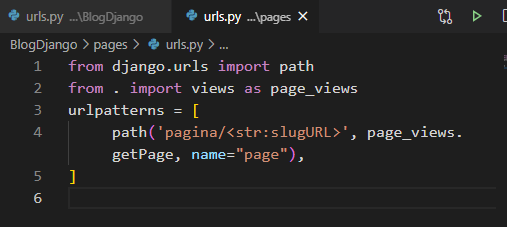 urls.py ...\BlogDjango urls.py ...\pages ×
BlogDjango > pages > urls.py > ...
1 from django.urls import path
2 from . import views as page_views
3 urlpatterns = [
4 path('pagina/<str:slugURL>', page_views.
getPage, name="page"),
5 ]
6